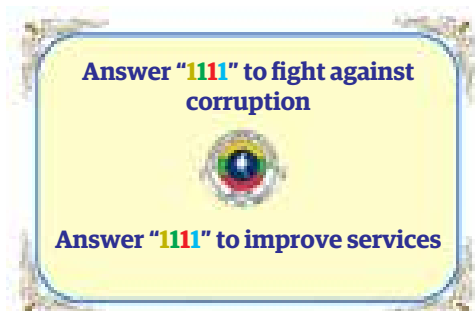 Answer “1111” to fight against
corruption
Answer “1111” to improve services